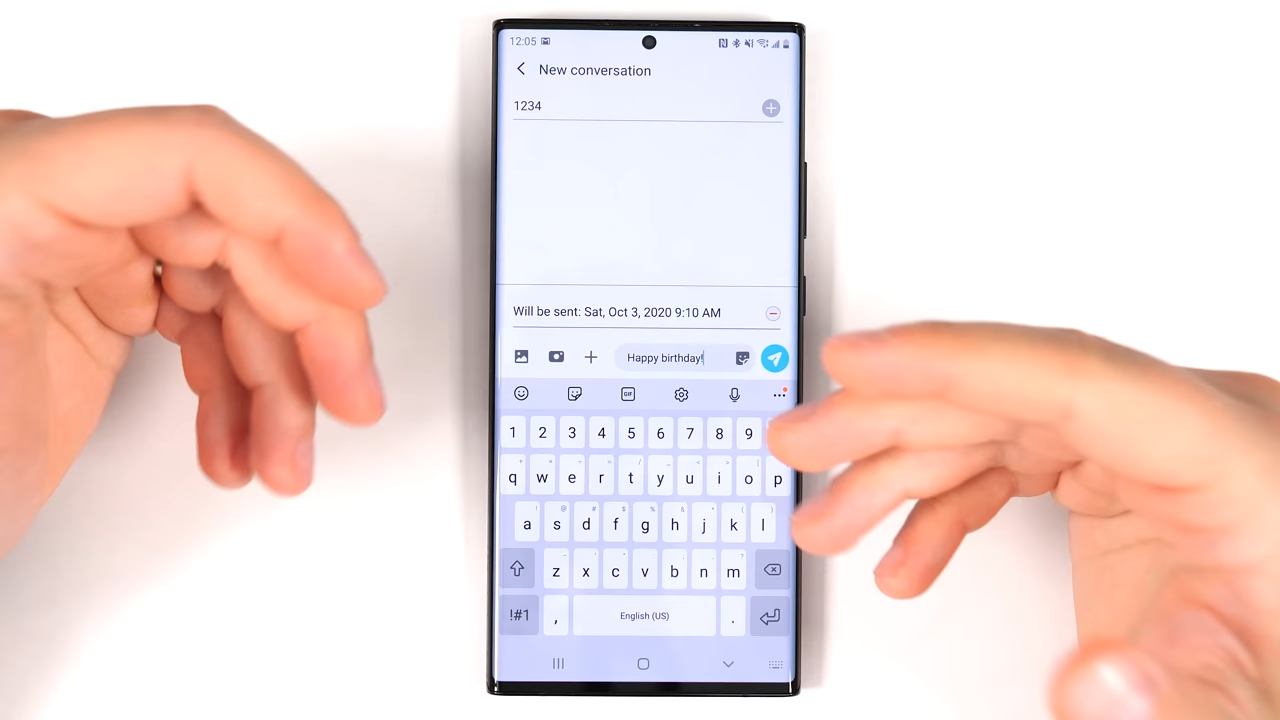 12:05
New conversation
1234
Will be sent: Sat, Oct 3, 2020 9:10 AM
Happy birthday!
GIF
1 2 3 4 5 6 7 8 9
q w e r t y u i o p
a s d f g h j k l
z x c v b n m
!#1 , English (US) .